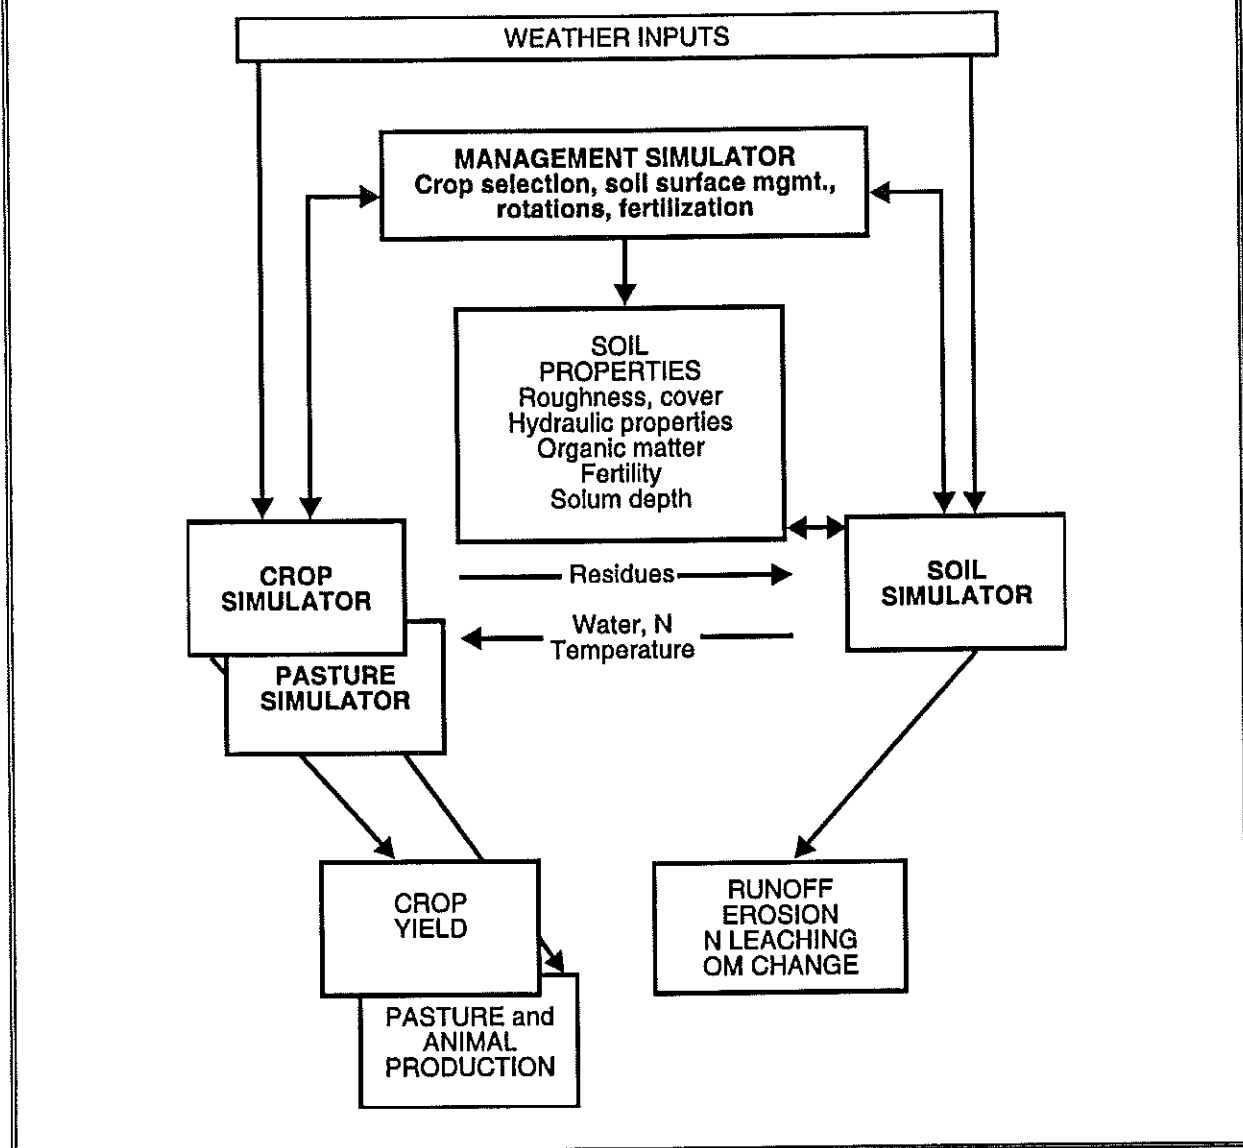 WEATHER INPUTS
MANAGEMENT SIMULATOR
Crop selection, soil surface mgmt.,
rotations, fertilization
SOIL
PROPERTIES
Roughness, cover
Hydraulic properties
Organic matter
Fertility
Solum depth
CROP
SIMULATOR
Residues
SOIL
SIMULATOR
Water, N
Temperature
PASTURE
SIMULATOR
CROP
YIELD
RUNOFF
EROSION
N LEACHING
OM CHANGE
PASTURE and
ANIMAL
PRODUCTION